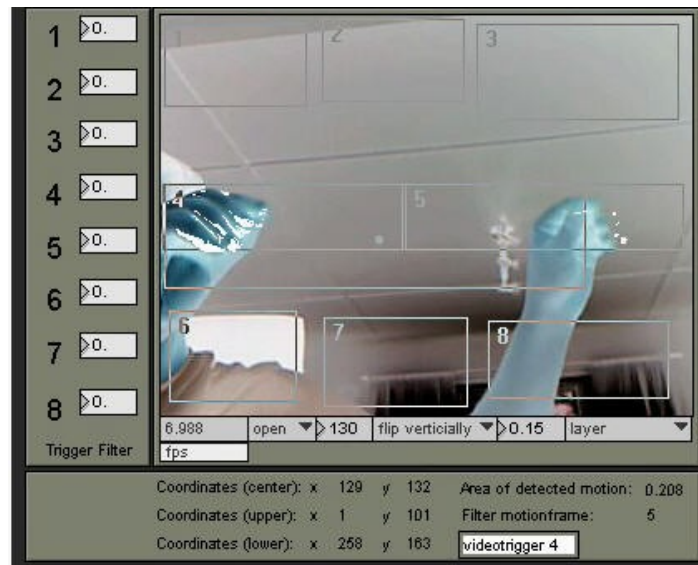 1 0.
2 0.
3 0.
4 0.
5 0.
6 0.
7 0.
8 0.
Trigger Filter
1 2 3
4 5
6 7 8
6.988 open 130 flip verticially 0.15 layer
fps
Coordinates (center): x 129 y 132 Area of detected motion: 0.208
Coordinates (upper): x 1 y 101 Filter motionframe: 5
Coordinates (lower): x 258 y 163 videotrigger 4